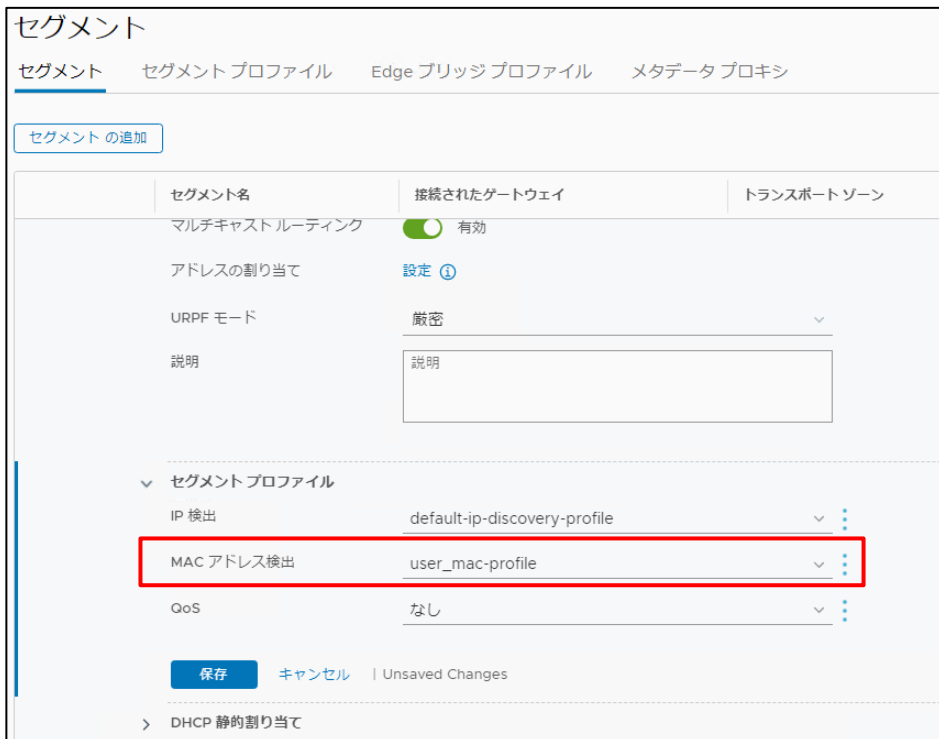 セグメント
セグメント セグメント プロファイル Edge ブリッジ プロファイル メタデータ プロキシ
セグメント の追加
セグメント名 接続されたゲートウェイ トランスポート ゾーン
マルチキャスト ルーティング 有効
アドレスの割り当て 設定
URPF モード 厳密
説明 説明
セグメント プロファイル
IP 検出 default-ip-discovery-profile
MAC アドレス検出 user_mac-profile
QoS なし
保存 キャンセル | Unsaved Changes
DHCP 静的割り当て